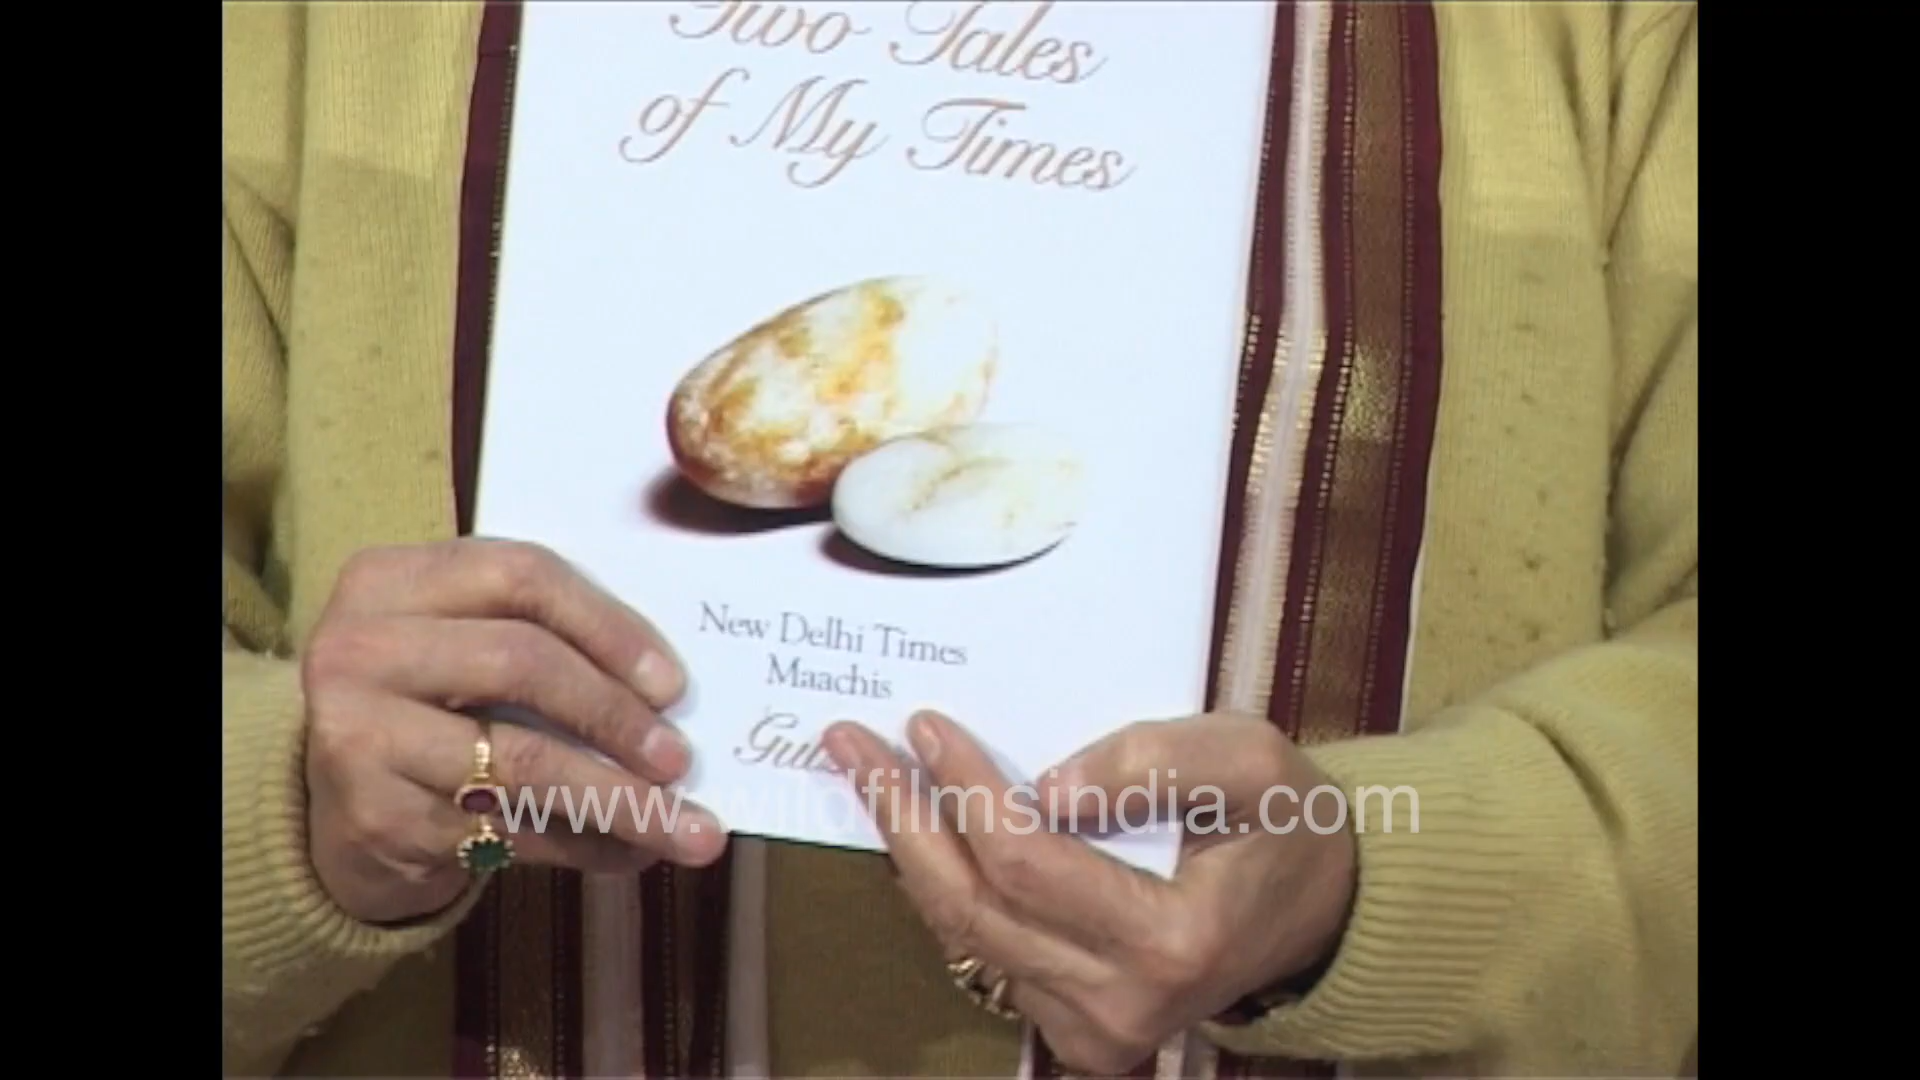 Two Tales
of My Times
New Delhi Times
Maachis
www.wildfilmsindia.com